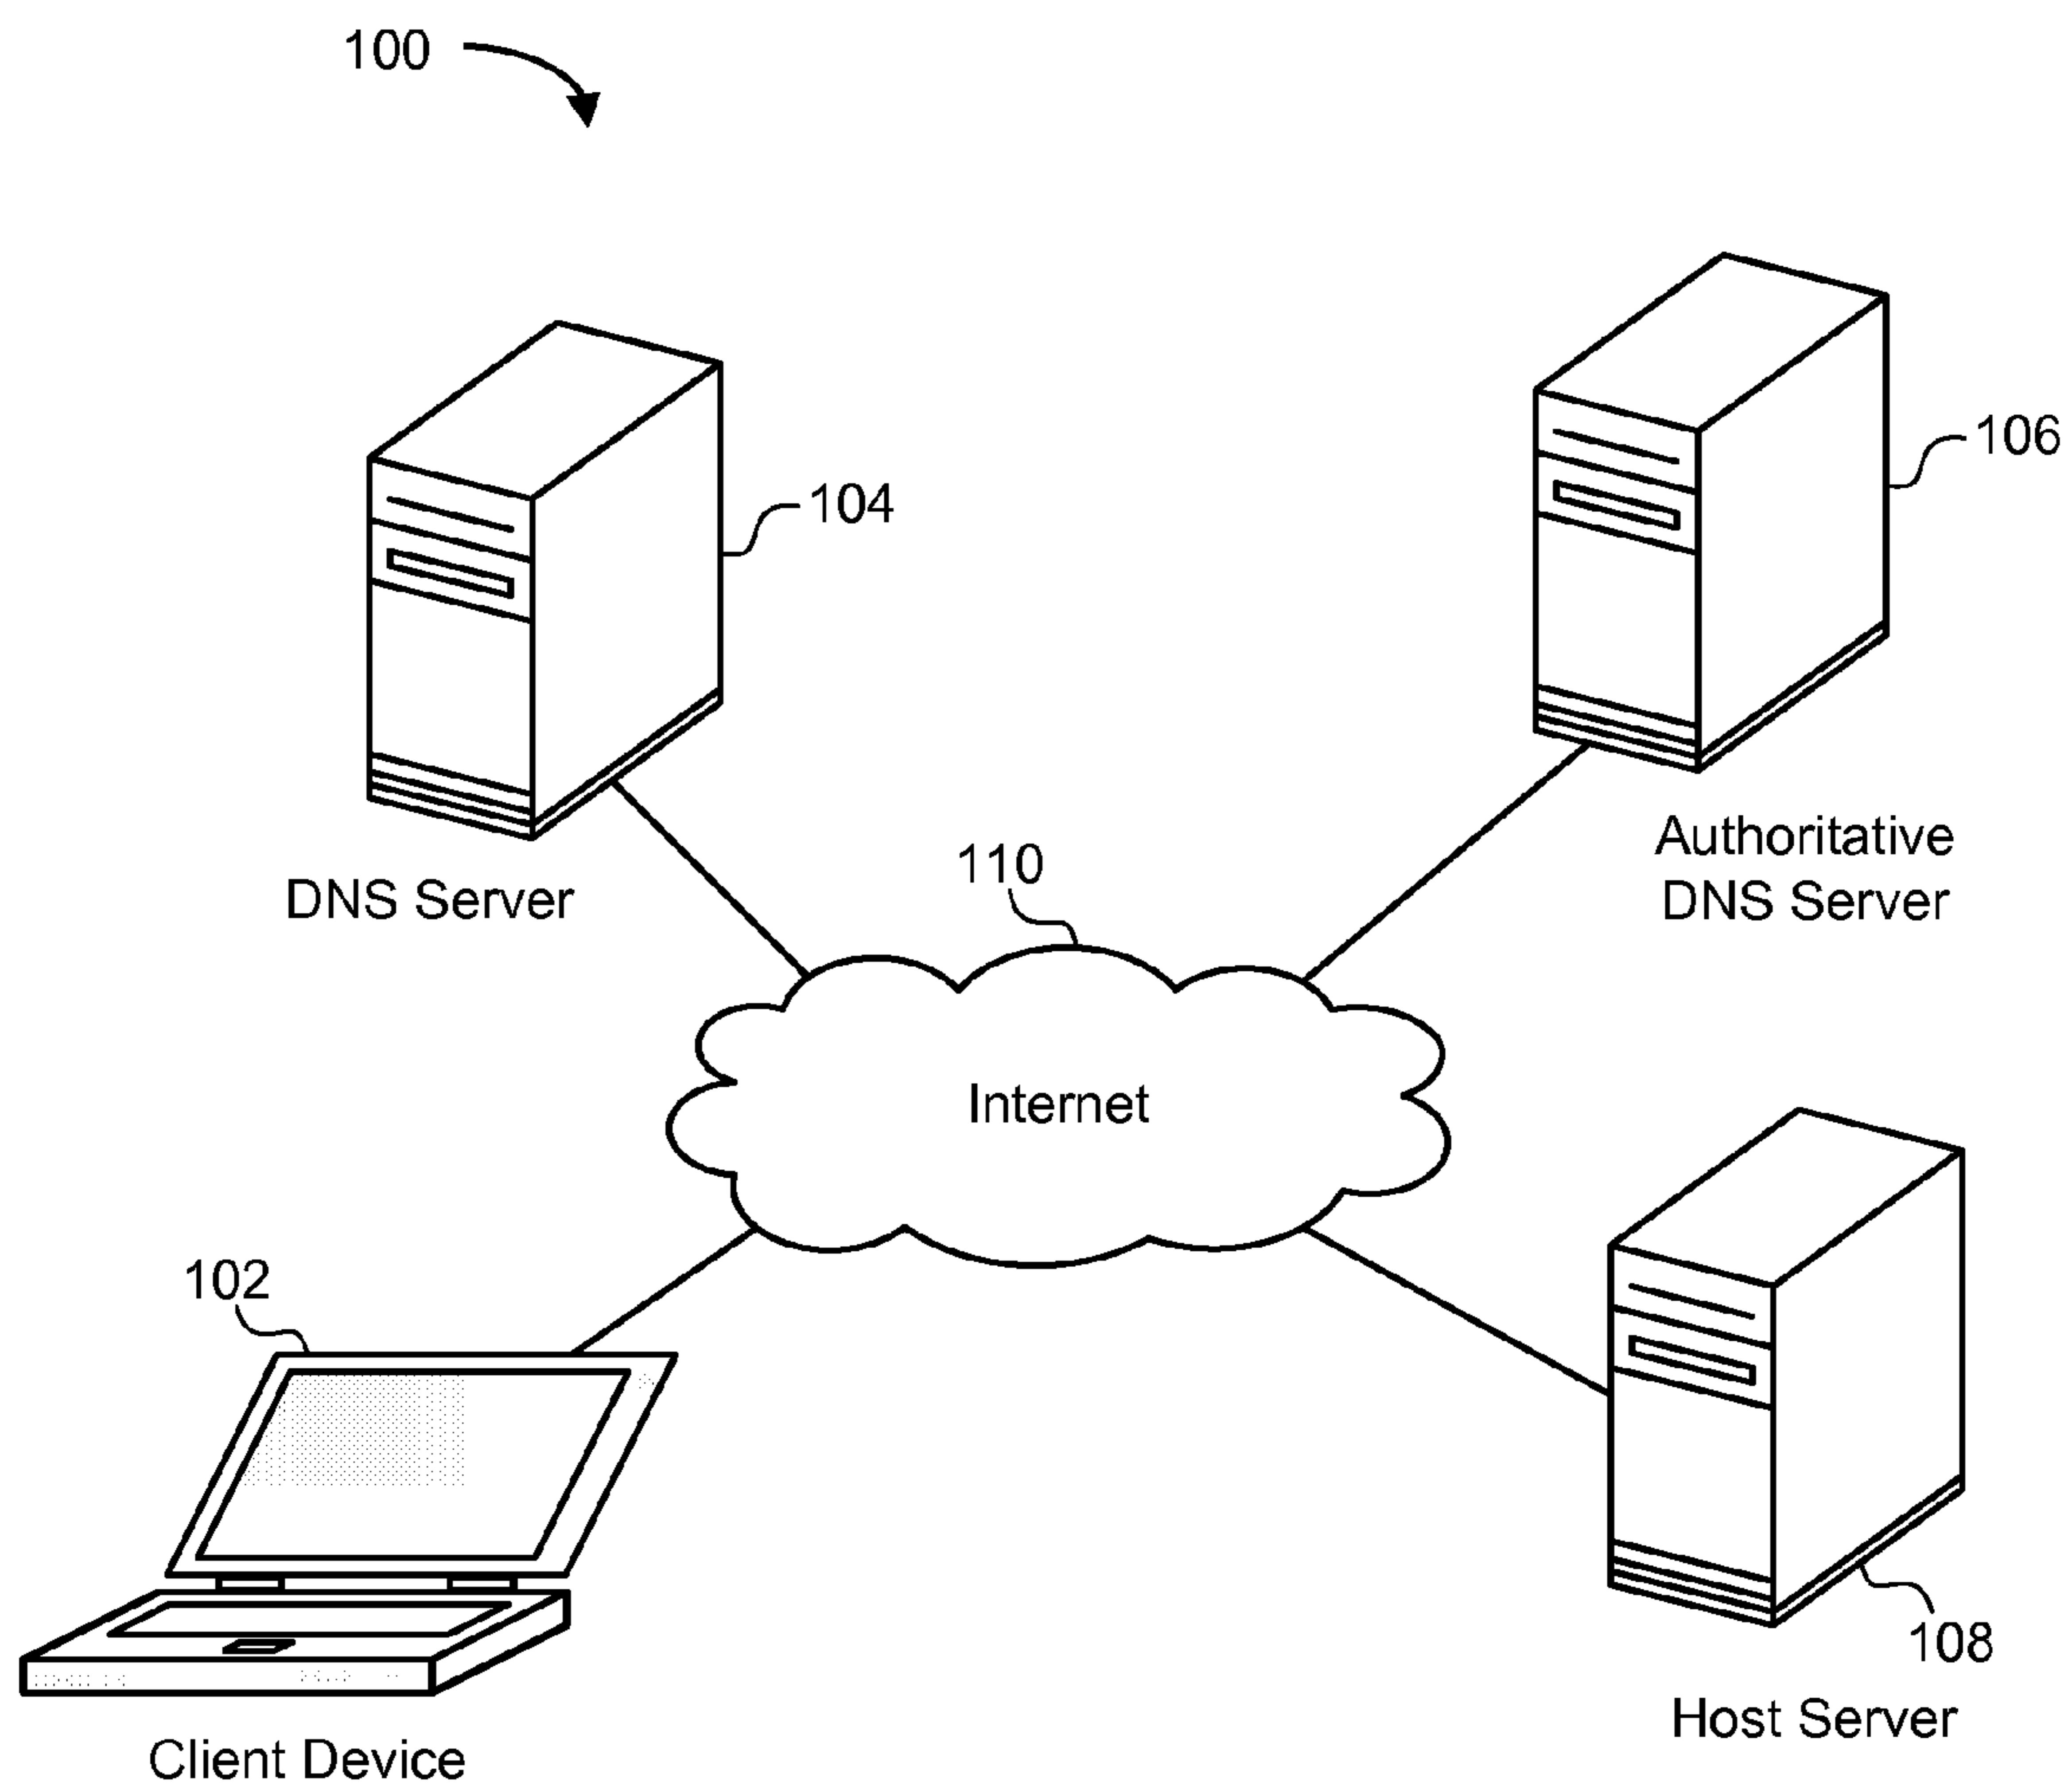 100
106
104
Authoritative
DNS Server
110
DNS Server
Internet
102
108
Host Server
Client Device